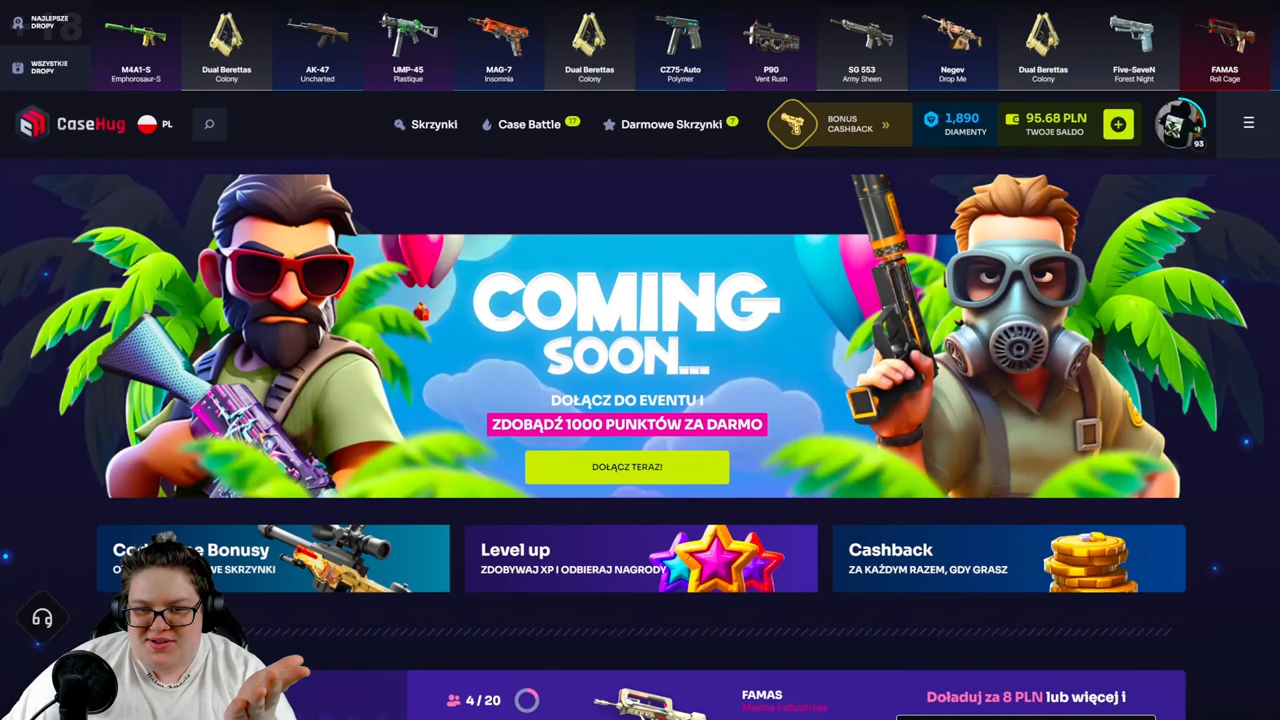 NAJLEPSZE
DROPY
WSZYSTKIE
DROPY
M4A1-S
Emphorosaur-S
Dual Berettas
Colony
AK-47
Uncharted
UMP-45
Plastique
MAG-7
Insomnia
Dual Berettas
Colony
CZ75-Auto
Polymer
P90
Vent Rush
SG 553
Army Sheen
Negev
Drop Me
Dual Berettas
Colony
Five-SeveN
Forest Night
FAMAS
Roll Cage
CaseHug
PL
Skrzynki
Case Battle 17
Darmowe Skrzynki 7
BONUS
CASHBACK »
1,890
DIAMENTY
95.68 PLN
TWOJE SALDO
93
COMING
SOON...
DOŁĄCZ DO EVENTU I
ZDOBĄDŹ 1000 PUNKTÓW ZA DARMO
DOŁĄCZ TERAZ!
Bonusy
SKRZYNKI
Level up
ZDOBYWAJ XP I ODBIERAJ NAGRODY
Cashback
ZA KAŻDYM RAZEM, GDY GRASZ
4 / 20
FAMAS
Mecha Industries
Doładuj za 8 PLN lub więcej i